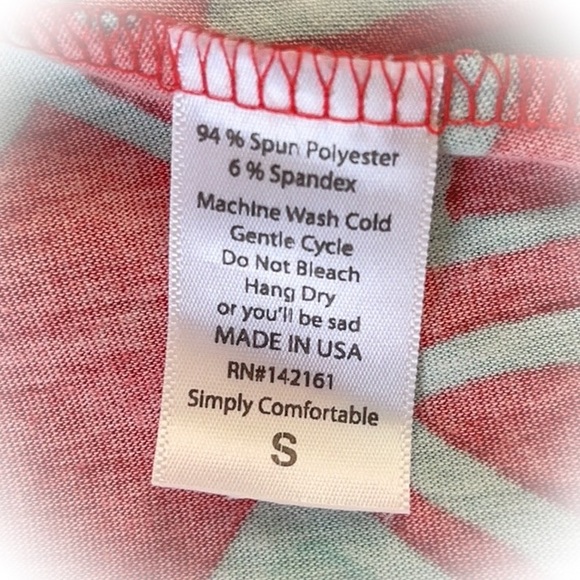 94 % Spun Polyester
6 % Spandex
Machine Wash Cold
Gentle Cycle
Do Not Bleach
Hang Dry
or you'll be sad
MADE IN USA
RN#142161
Simply Comfortable
S